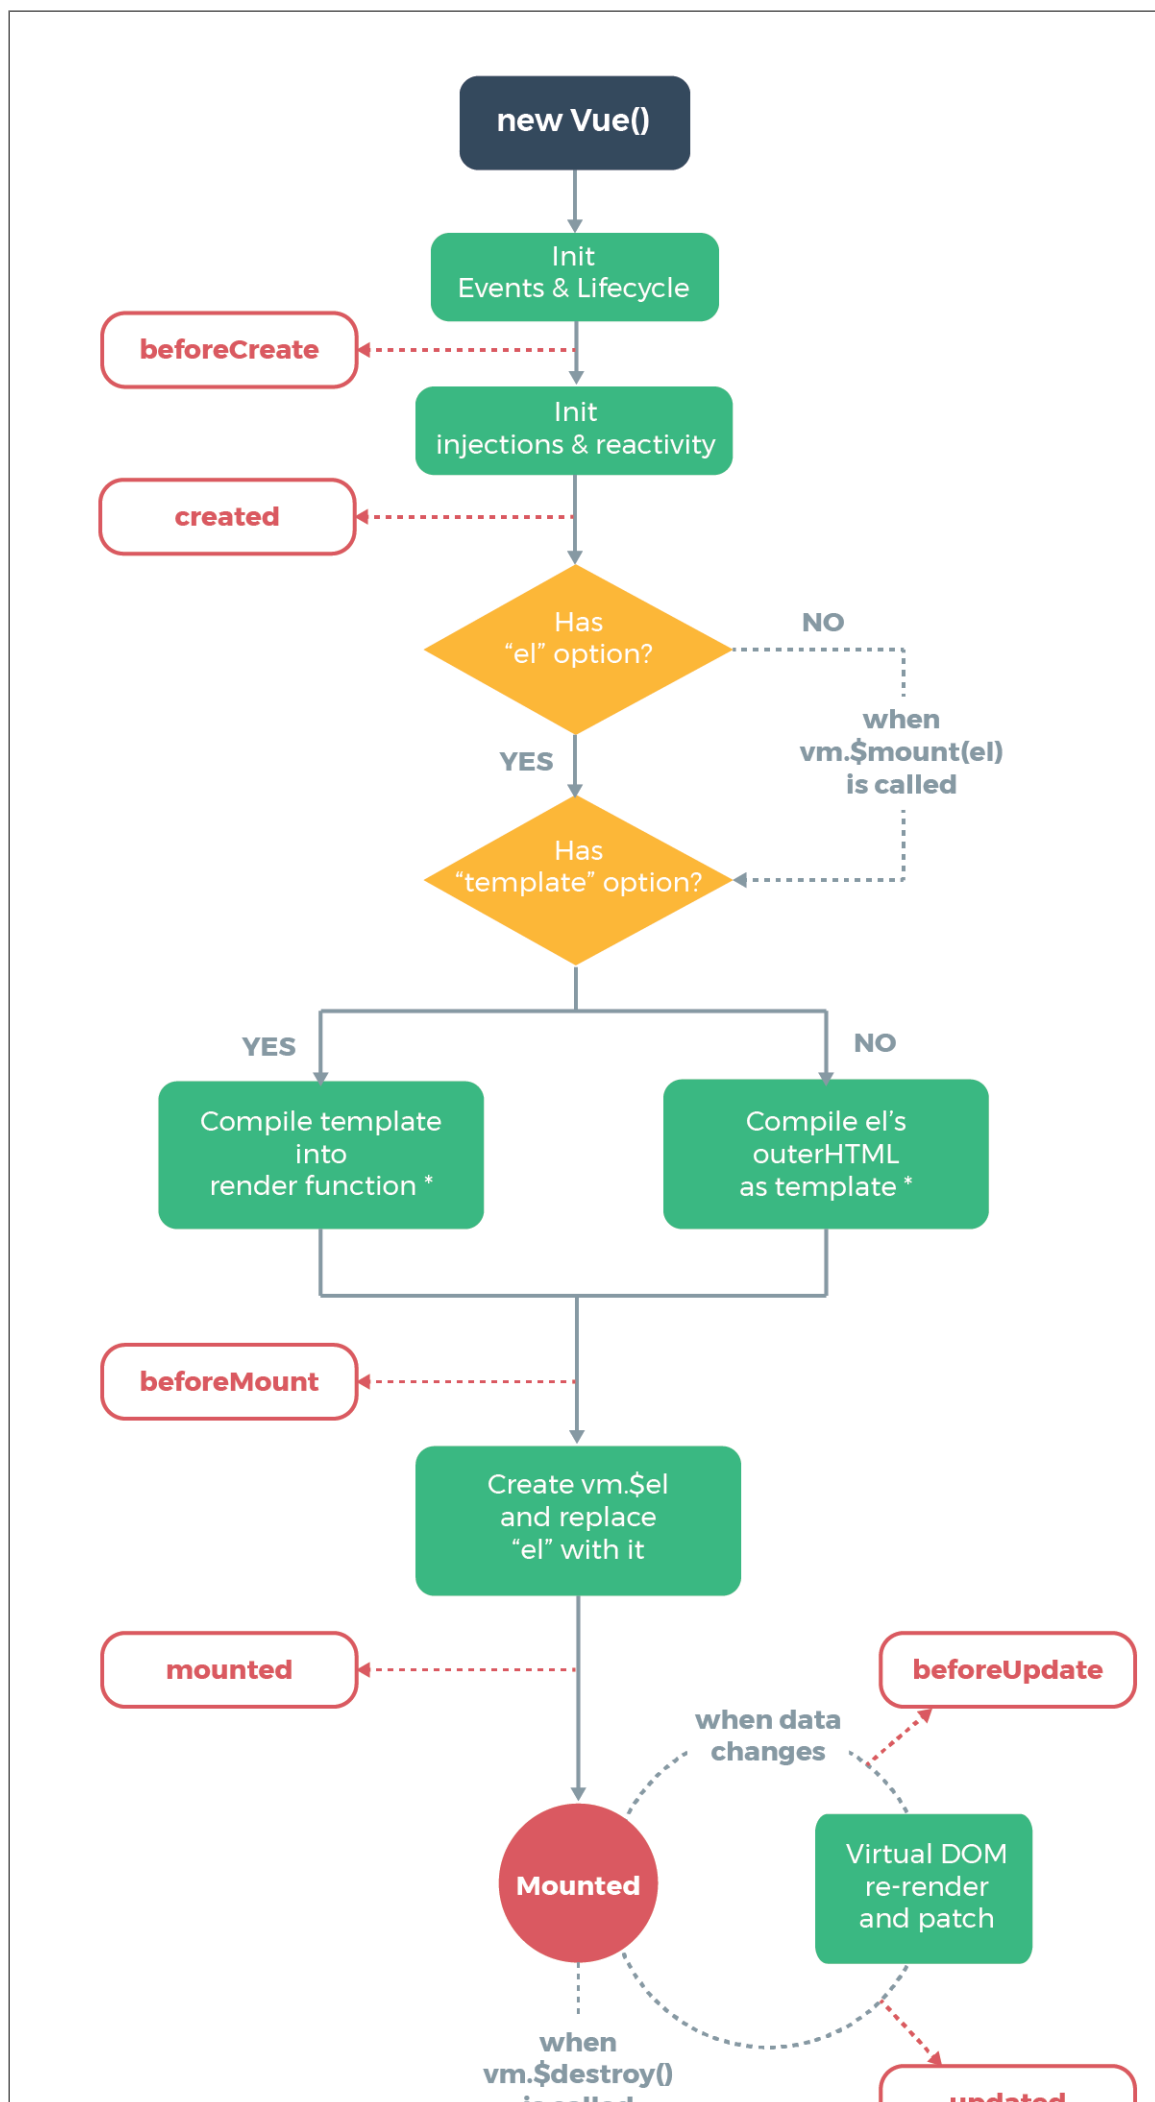 new Vue()
Init
Events & Lifecycle
beforeCreate
Init
injections & reactivity
created
Has
“el” option?
NO
when
vm.$mount(el)
is called
YES
Has
“template” option?
YES
NO
Compile template
into
render function *
Compile el’s
outerHTML
as template *
beforeMount
Create vm.$el
and replace
“el” with it
mounted
beforeUpdate
when data
changes
Mounted
Virtual DOM
re-render
and patch
when
vm.$destroy()
is called
updated